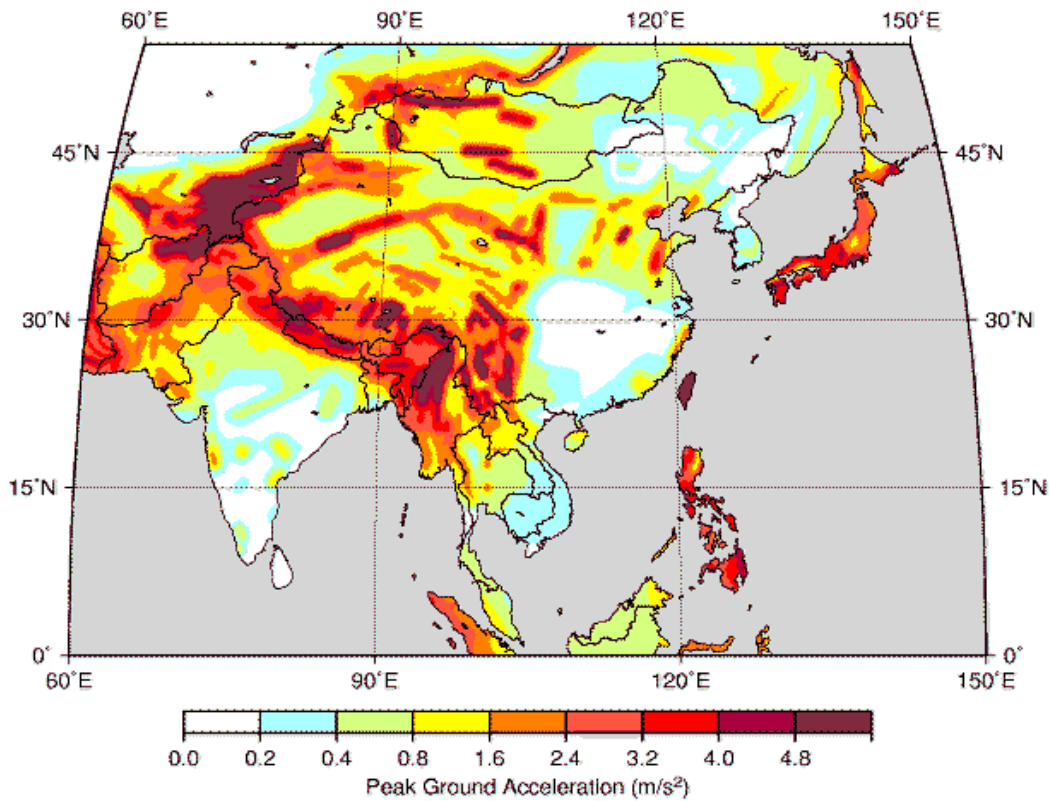 60˚E 90˚E 120˚E 150˚E
45˚N 45˚N
30˚N 30˚N
15˚N 15˚N
0˚ 0˚
60˚E 90˚E 120˚E 150˚E
0.0 0.2 0.4 0.8 1.6 2.4 3.2 4.0 4.8
Peak Ground Acceleration (m/s²)